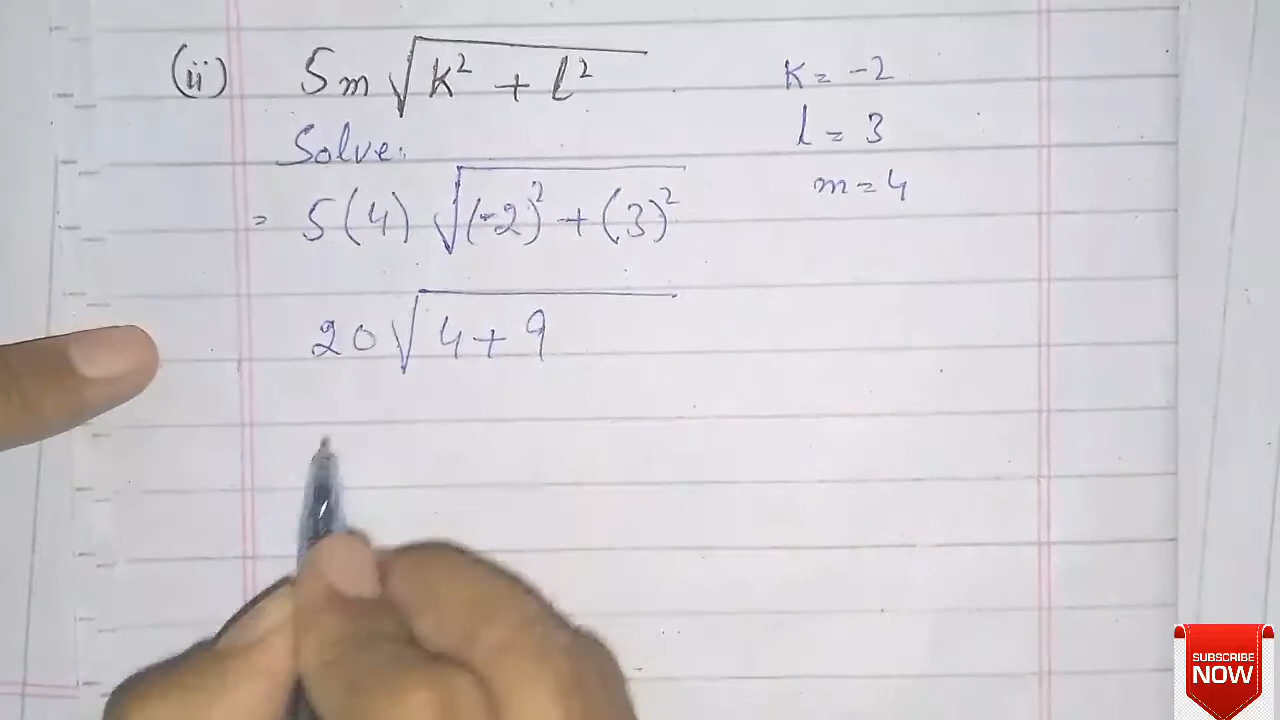 (ii) 5m√(k² + l²)
k = -2
l = 3
m = 4
Solve:
= 5(4) √((-2)² + (3)²)
20√(4 + 9)
SUBSCRIBE
NOW